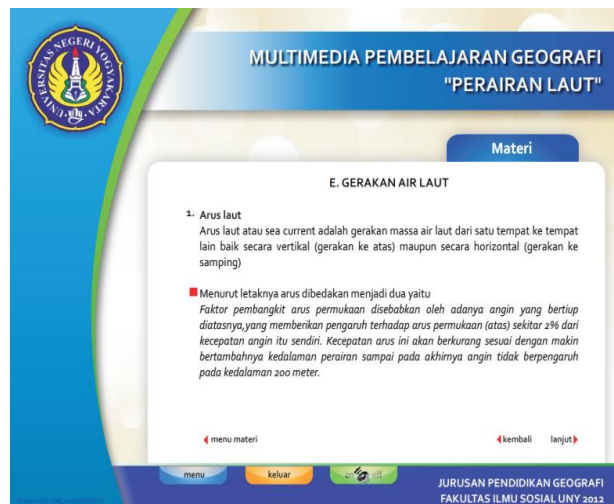 UNIVERSITAS NEGERI YOGYAKARTA
MULTIMEDIA PEMBELAJARAN GEOGRAFI
"PERAIRAN LAUT"
Materi
E. GERAKAN AIR LAUT
1. Arus laut
Arus laut atau sea current adalah gerakan massa air laut dari satu tempat ke tempat
lain baik secara vertikal (gerakan ke atas) maupun secara horizontal (gerakan ke
samping)
Menurut letaknya arus dibedakan menjadi dua yaitu
Faktor pembangkit arus permukaan disebabkan oleh adanya angin yang bertiup
diatasnya,yang memberikan pengaruh terhadap arus permukaan (atas) sekitar 2% dari
kecepatan angin itu sendiri. Kecepatan arus ini akan berkurang sesuai dengan makin
bertambahnya kedalaman perairan sampai pada akhirnya angin tidak berpengaruh
pada kedalaman 200 meter.
menu materi
kembali lanjut
menu keluar on off
JURUSAN PENDIDIKAN GEOGRAFI
FAKULTAS ILMU SOSIAL UNY 2012